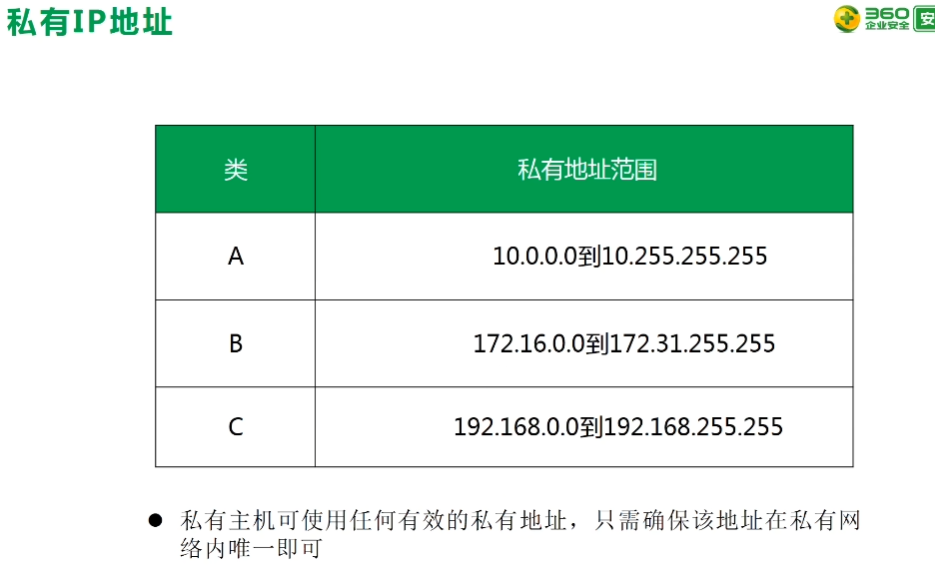 私有IP地址
360
企业安全
安
类 私有地址范围
A 10.0.0.0到10.255.255.255
B 172.16.0.0到172.31.255.255
C 192.168.0.0到192.168.255.255
● 私有主机可使用任何有效的私有地址，只需确保该地址在私有网
络内唯一即可